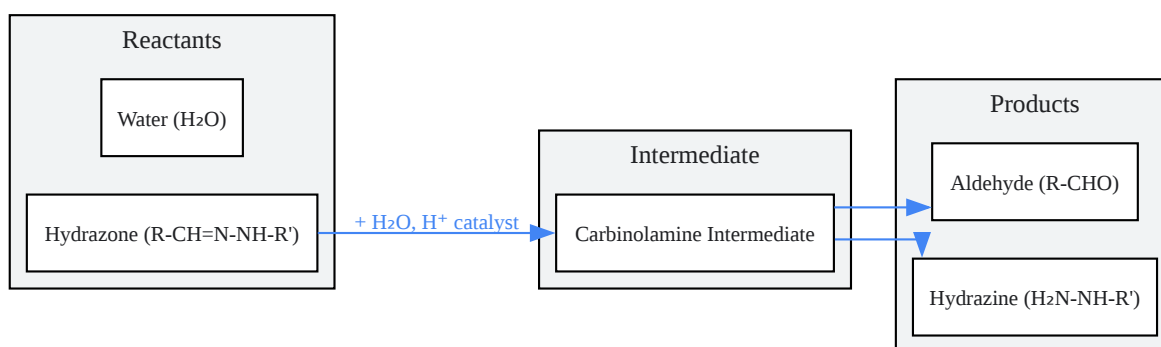 Reactants
Water (H₂O)
Hydrazone (R-CH=N-NH-R')
+ H₂O, H⁺ catalyst
Intermediate
Carbinolamine Intermediate
Products
Aldehyde (R-CHO)
Hydrazine (H₂N-NH-R')